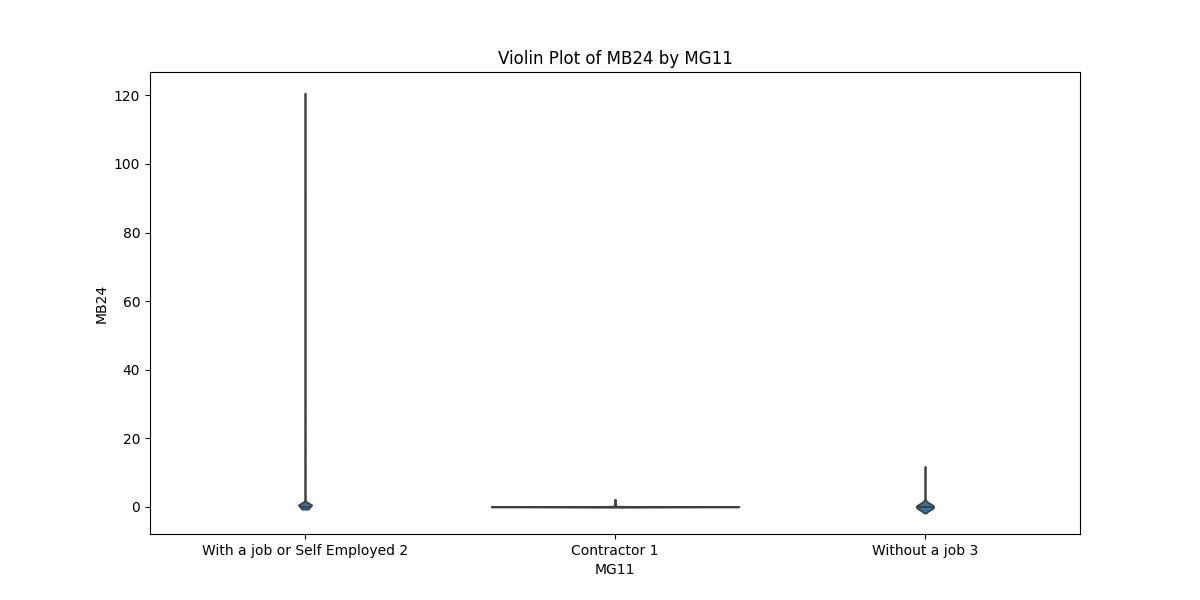 Violin Plot of MB24 by MG11
120
100
80
60
40
20
0
MB24
With a job or Self Employed 2
Contractor 1
Without a job 3
MG11